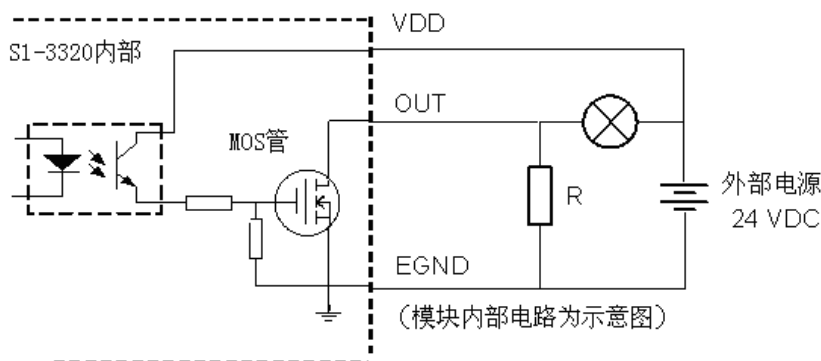 VDD
S1-3320内部
OUT
MOS管
R
外部电源
24 VDC
EGND
（模块内部电路为示意图）